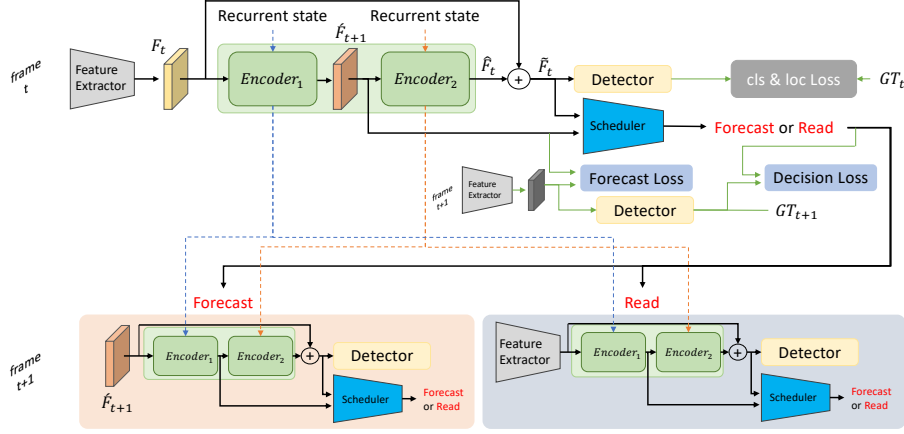 Recurrent state
Recurrent state
frame
t
Feature
Extractor
F_t
Encoder_1
F́_{t+1}
Encoder_2
F̂_t
+
F̃_t
Detector
cls & loc Loss
GT_t
Scheduler
Forecast or Read
frame
t+1
Feature
Extractor
Forecast Loss
Decision Loss
Detector
GT_{t+1}
Forecast
Read
frame
t+1
F́_{t+1}
Encoder_1
Encoder_2
+
Detector
Scheduler
Forecast
or Read
Feature
Extractor
Encoder_1
Encoder_2
+
Detector
Scheduler
Forecast
or Read